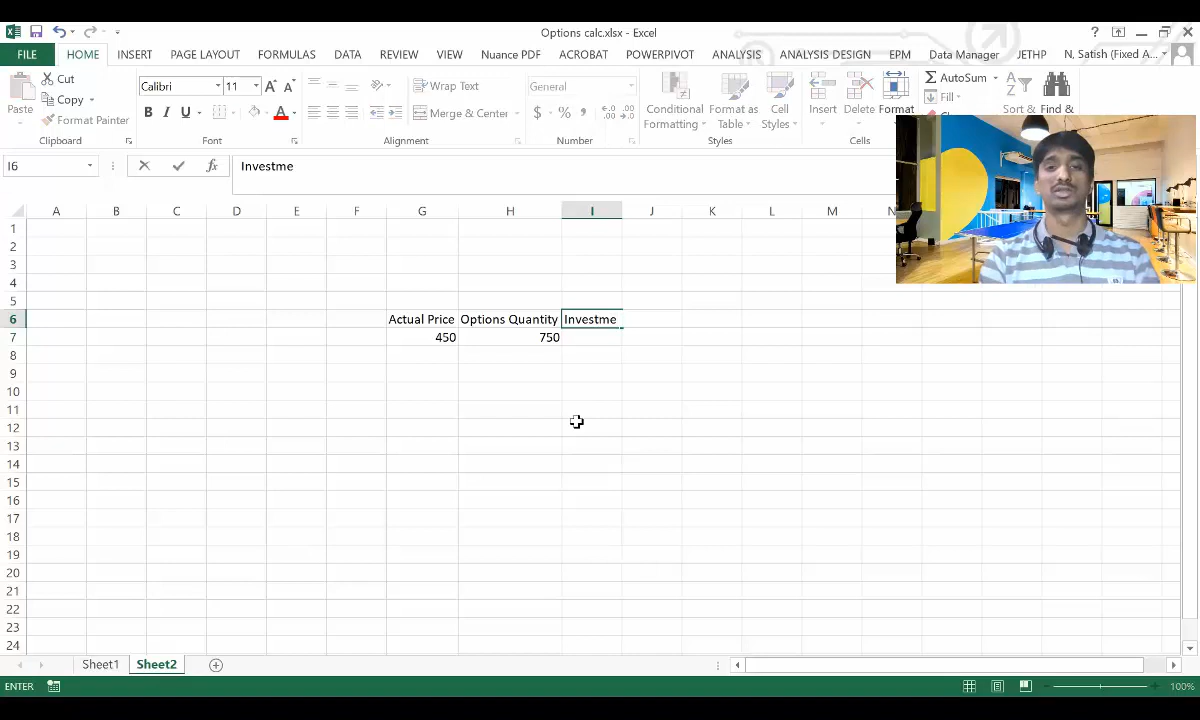 Options calc.xlsx - Excel
FILE HOME INSERT PAGE LAYOUT FORMULAS DATA REVIEW VIEW Nuance PDF ACROBAT POWERPIVOT ANALYSIS ANALYSIS DESIGN EPM Data Manager JETHP N, Satish (Fixed A...
Paste Cut Calibri 11 Wrap Text General Conditional Format as Cell Insert Delete Format AutoSum Sort & Find &
Copy B I U Merge & Center $ % Formatting Table Styles Fill
Format Painter
Clipboard Font Alignment Number Styles Cells
I6 fx Investme
A B C D E F G H I J K L M N
1
2
3
4
5
6 Actual Price Options Quantity Investme
7 450 750
8
9
10
11
12
13
14
15
16
17
18
19
20
21
22
23
24
Sheet1 Sheet2
ENTER 100%